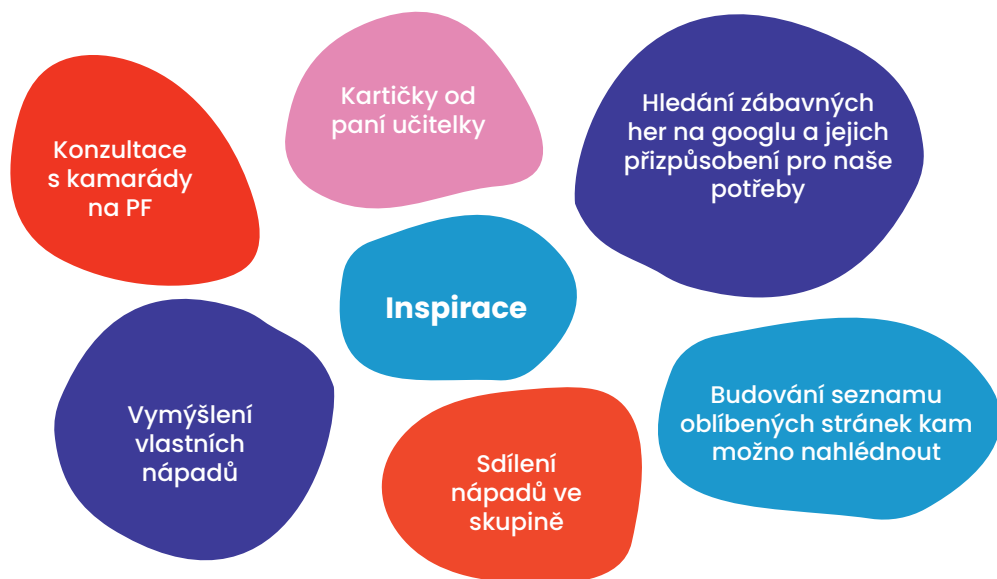 Konzultace
s kamarády
na PF
Kartičky od
paní učitelky
Hledání zábavných
her na googlu a jejich
přizpůsobení pro naše
potřeby
Inspirace
Vymýšlení
vlastních
nápadů
Sdílení
nápadů ve
skupině
Budování seznamu
oblíbených stránek kam
možno nahlédnout